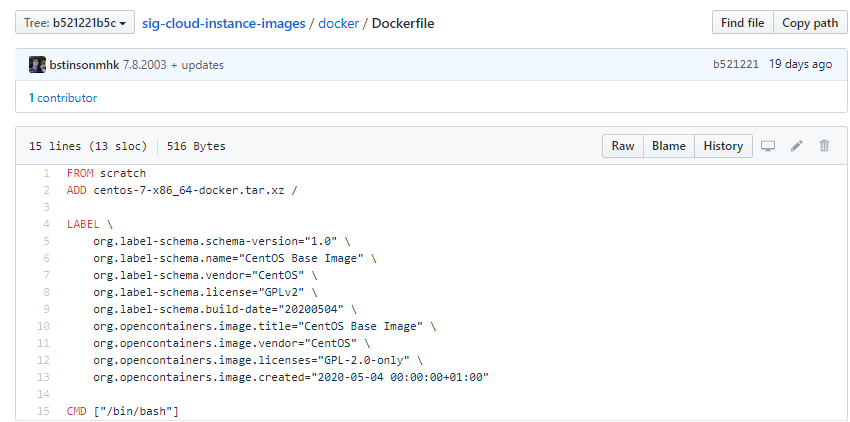 Tree: b521221b5c sig-cloud-instance-images / docker / Dockerfile Find file Copy path
bstinsonmhk 7.8.2003 + updates b521221 19 days ago
1 contributor
15 lines (13 sloc) 516 Bytes Raw Blame History
1 FROM scratch
2 ADD centos-7-x86_64-docker.tar.xz /
3
4 LABEL \
5 org.label-schema.schema-version="1.0" \
6 org.label-schema.name="CentOS Base Image" \
7 org.label-schema.vendor="CentOS" \
8 org.label-schema.license="GPLv2" \
9 org.label-schema.build-date="20200504" \
10 org.opencontainers.image.title="CentOS Base Image" \
11 org.opencontainers.image.vendor="CentOS" \
12 org.opencontainers.image.licenses="GPL-2.0-only" \
13 org.opencontainers.image.created="2020-05-04 00:00:00+01:00"
14
15 CMD ["/bin/bash"]